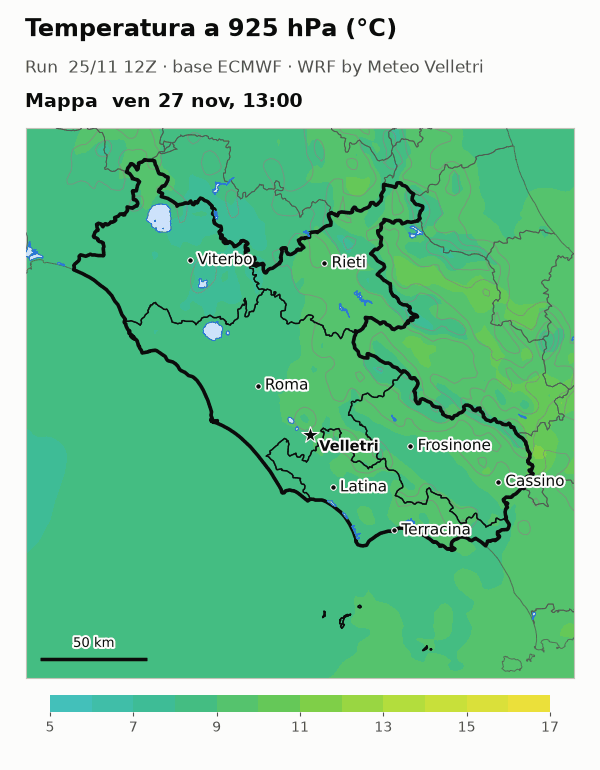 Temperatura a 925 hPa (°C)
Run  25/11 12Z · base ECMWF · WRF by Meteo Velletri
Mappa  ven 27 nov, 13:00
Viterbo
Rieti
Roma
Velletri
Frosinone
Latina
Cassino
Terracina
50 km
5 7 9 11 13 15 17